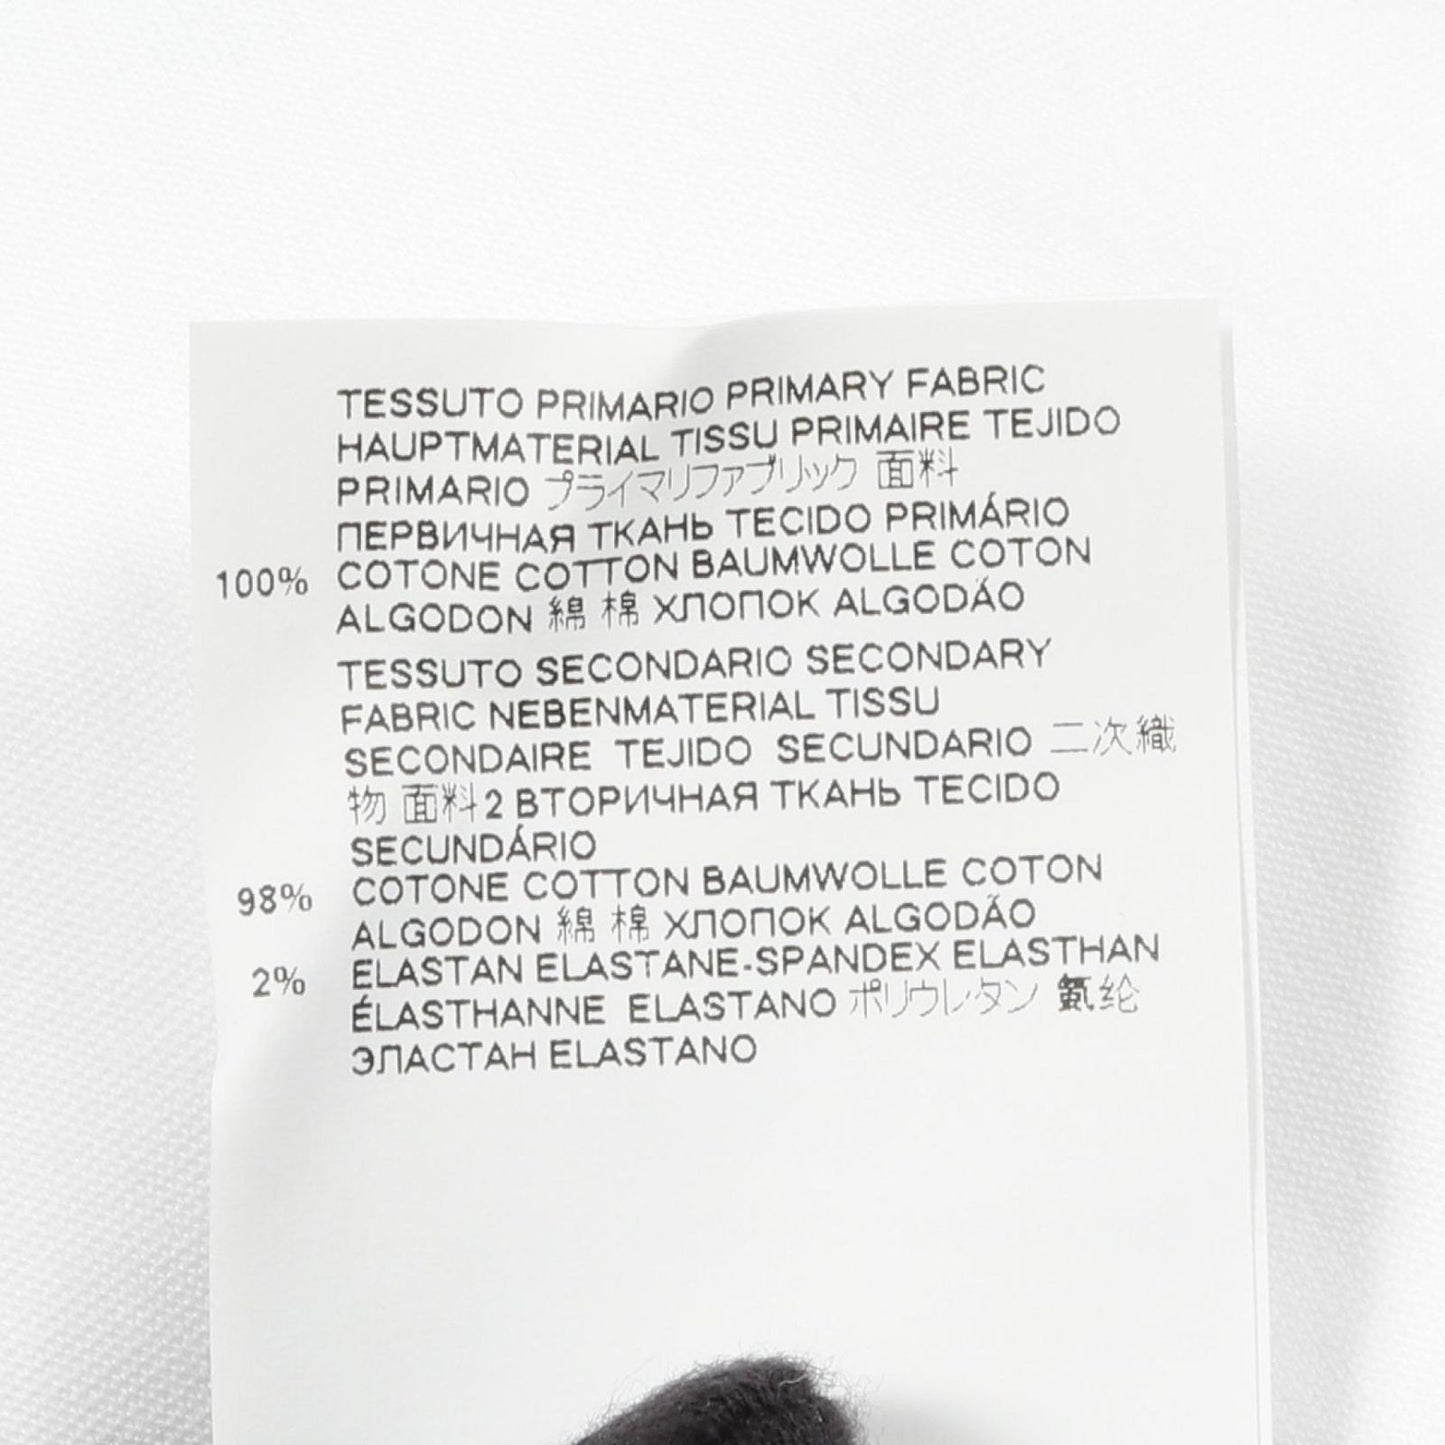 TESSUTO PRIMARIO PRIMARY FABRIC
HAUPTMATERIAL TISSU PRIMAIRE TEJIDO
PRIMARIO プライマリファブリック 面料
ПЕРВИЧНАЯ ТКАНЬ TECIDO PRIMÁRIO
100% COTONE COTTON BAUMWOLLE COTON
ALGODON 綿 棉 ХЛОПОК ALGODÃO
TESSUTO SECONDARIO SECONDARY
FABRIC NEBENMATERIAL TISSU
SECONDAIRE TEJIDO SECUNDARIO 二次織
物 面料2 ВТОРИЧНАЯ ТКАНЬ TECIDO
SECUNDÁRIO
98% COTONE COTTON BAUMWOLLE COTON
ALGODON 綿 棉 ХЛОПОК ALGODÃO
2% ELASTAN ELASTANE-SPANDEX ELASTHAN
ÉLASTHANNE ELASTANO ポリウレタン 氨纶
ЭЛАСТАН ELASTANO